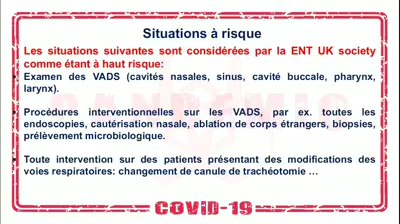 Situations à risque
Les situations suivantes sont considérées par la ENT UK society
comme étant à haut risque:
Examen des VADS (cavités nasales, sinus, cavité buccale, pharynx,
larynx).
Procédures interventionnelles sur les VADS, par ex. toutes les
endoscopies, cautérisation nasale, ablation de corps étrangers, biopsies,
prélèvement microbiologique.
Toute intervention sur des patients présentant des modifications des
voies respiratoires: changement de canule de trachéotomie …
COVID-19